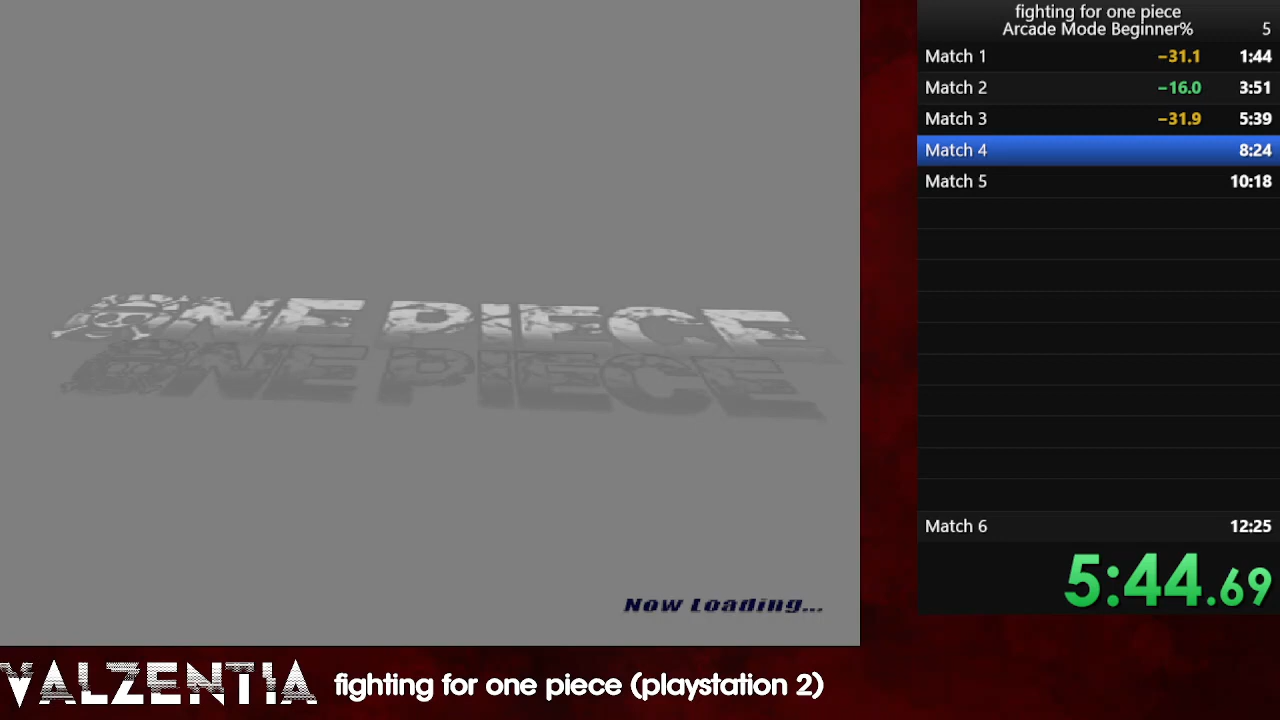 fighting for one piece
Arcade Mode Beginner% 5
Match 1 −31.1 1:44
Match 2 −16.0 3:51
Match 3 −31.9 5:39
Match 4 8:24
Match 5 10:18
ONE PIECE
ONE PIECE
Match 6 12:25
5:44.69
Now Loading...
VALZENTIA fighting for one piece (playstation 2)